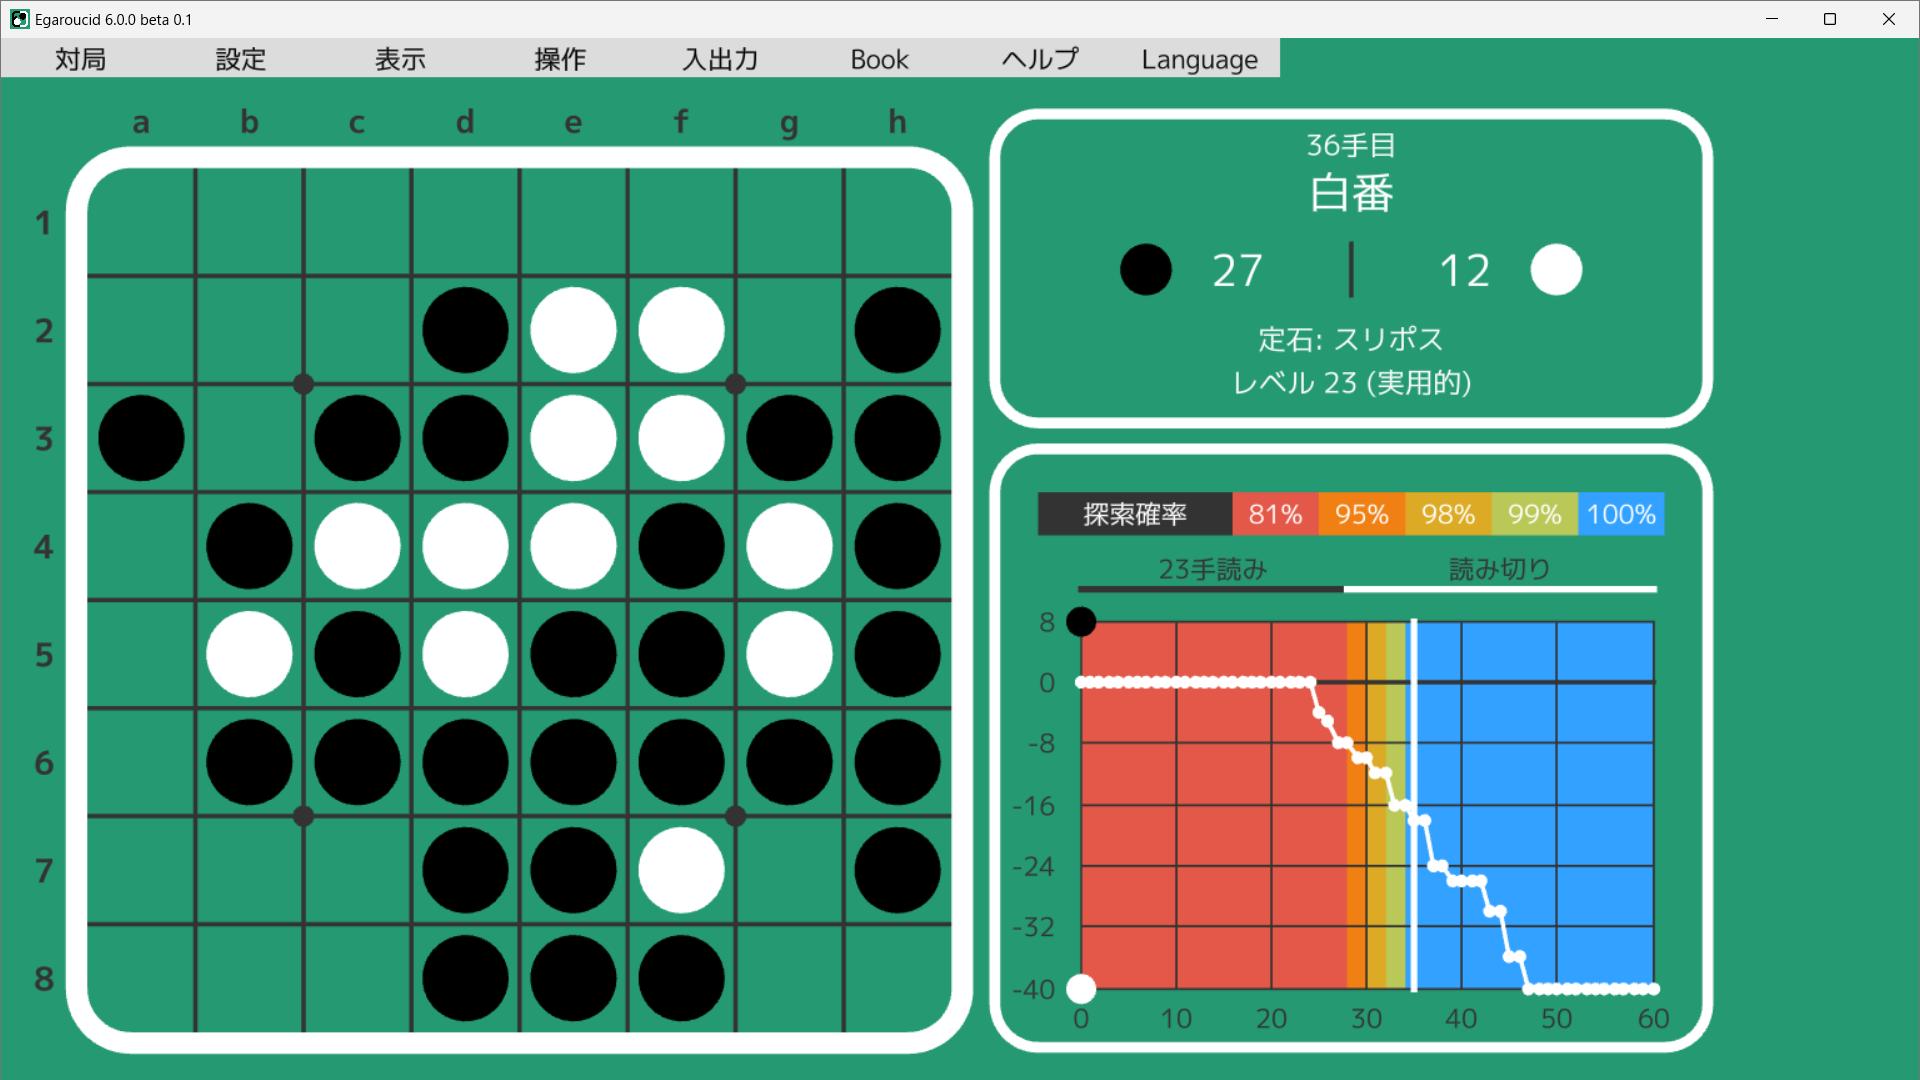 Egaroucid 6.0.0 beta 0.1
対局 設定 表示 操作 入出力 Book ヘルプ Language
a b c d e f g h
1
2
3
4
5
6
7
8
36手目
白番
27 12
定石: スリポス
レベル 23 (実用的)
探索確率 81% 95% 98% 99% 100%
23手読み 読み切り
8
0
-8
-16
-24
-32
-40
0 10 20 30 40 50 60